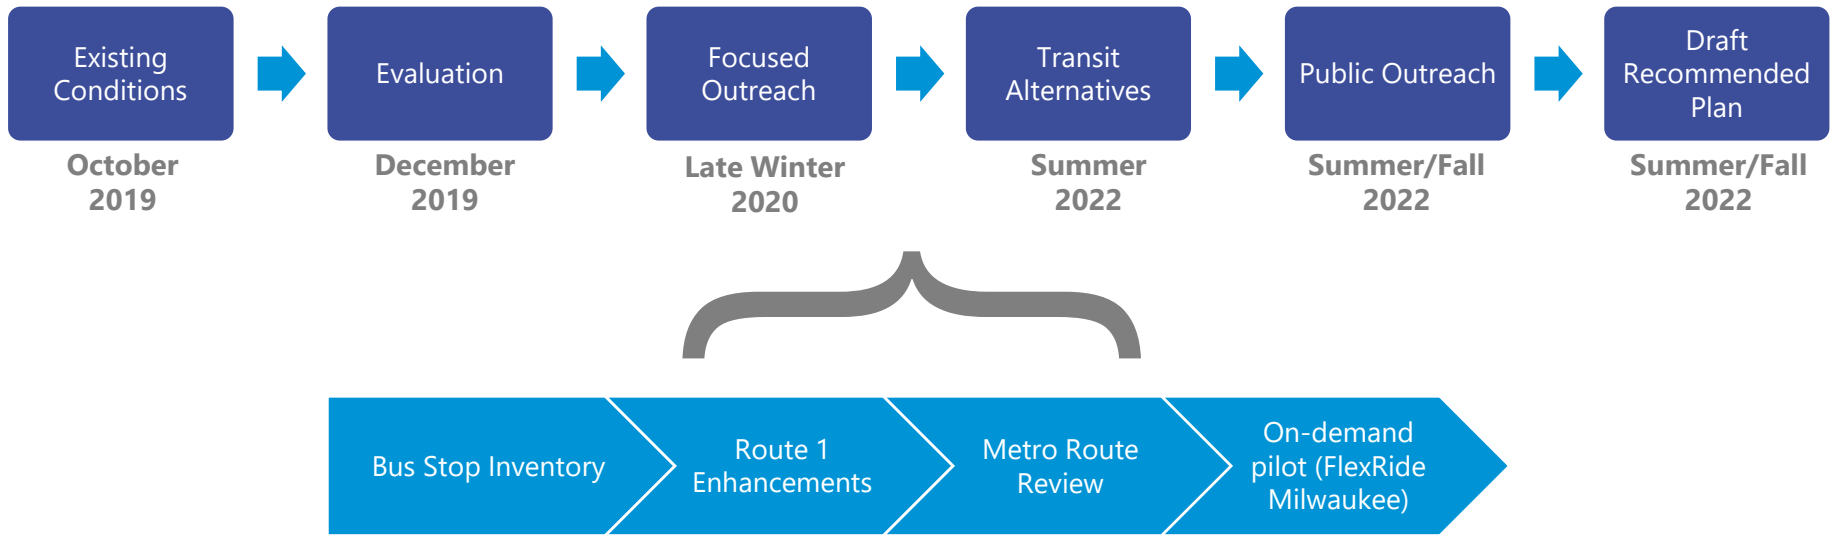 Existing
Conditions
Evaluation
Focused
Outreach
Transit
Alternatives
Public Outreach
Draft
Recommended
Plan
October
2019
December
2019
Late Winter
2020
Summer
2022
Summer/Fall
2022
Summer/Fall
2022
Bus Stop Inventory
Route 1
Enhancements
Metro Route
Review
On-demand
pilot (FlexRide
Milwaukee)